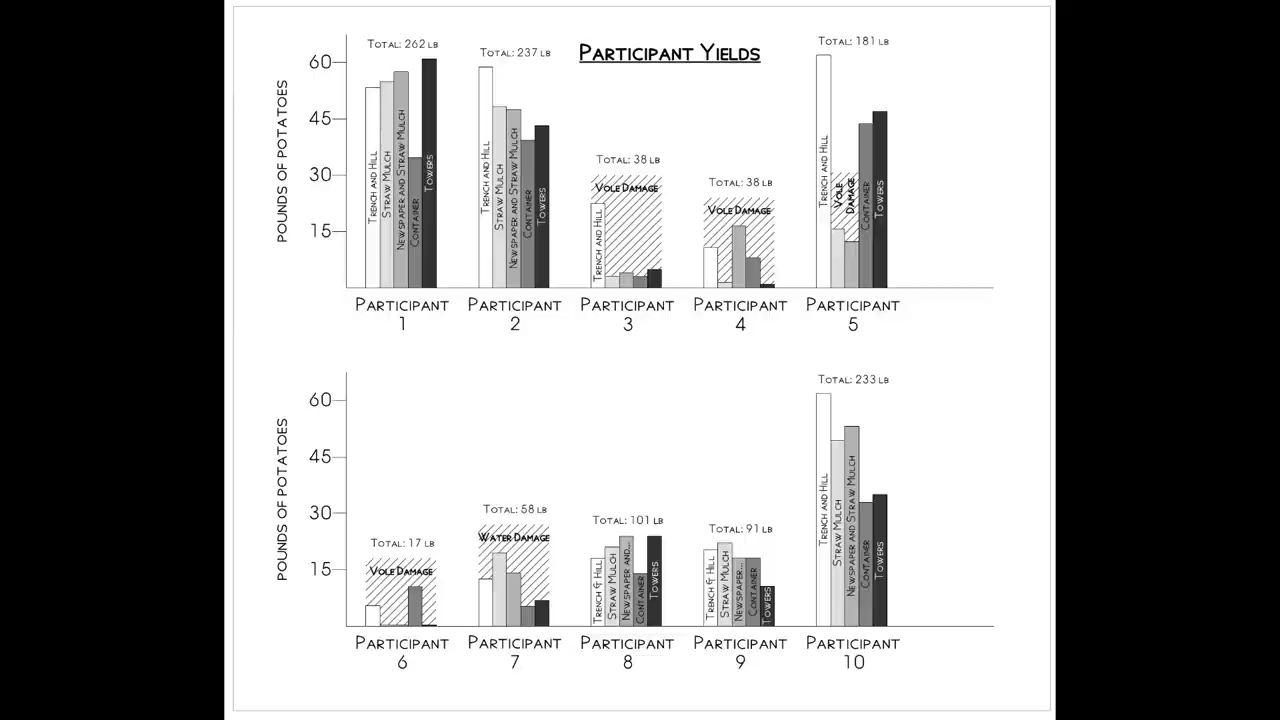 Participant Yields
POUNDS OF POTATOES
60
45
30
15
Total: 262 lb
Trench and Hill
Straw Mulch
Newspaper and Straw Mulch
Container
Towers
Participant
1
Total: 237 lb
Trench and Hill
Straw Mulch
Newspaper and Straw Mulch
Container
Towers
Participant
2
Total: 38 lb
Vole Damage
Trench and Hill
Participant
3
Total: 38 lb
Vole Damage
Participant
4
Total: 181 lb
Trench and Hill
Vole
Damage
Container
Towers
Participant
5
POUNDS OF POTATOES
60
45
30
15
Total: 17 lb
Vole Damage
Participant
6
Total: 58 lb
Water Damage
Participant
7
Total: 101 lb
Trench & Hill
Straw Mulch
Newspaper and...
Container
Towers
Participant
8
Total: 91 lb
Trench & Hill
Straw Mulch
Newspaper...
Container
Towers
Participant
9
Total: 233 lb
Trench and Hill
Straw Mulch
Newspaper and Straw Mulch
Container
Towers
Participant
10